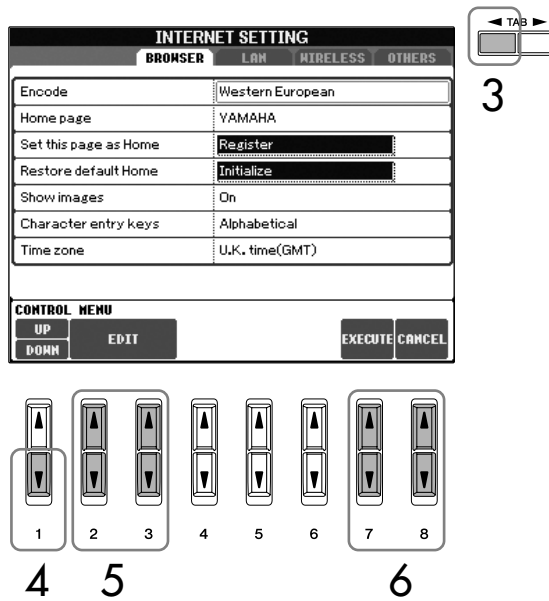 INTERNET SETTING
BROWSER LAN WIRELESS OTHERS
Encode Western European
Home page YAMAHA
Set this page as Home Register
Restore default Home Initialize
Show images On
Character entry keys Alphabetical
Time zone U.K. time(GMT)
CONTROL MENU
UP
DOWN
EDIT
EXECUTE CANCEL
◄ TAB ►
3
1 2 3 4 5 6 7 8
4 5 6